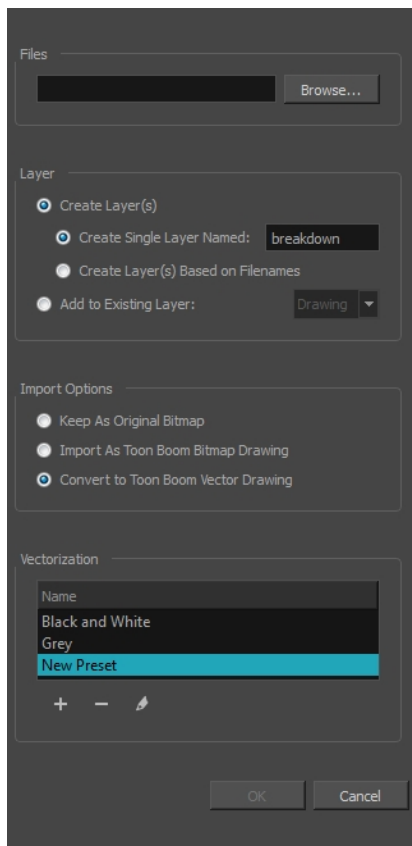 Files
Browse...
Layer
Create Layer(s)
Create Single Layer Named: breakdown
Create Layer(s) Based on Filenames
Add to Existing Layer: Drawing
Import Options
Keep As Original Bitmap
Import As Toon Boom Bitmap Drawing
Convert to Toon Boom Vector Drawing
Vectorization
Name
Black and White
Grey
New Preset
OK Cancel